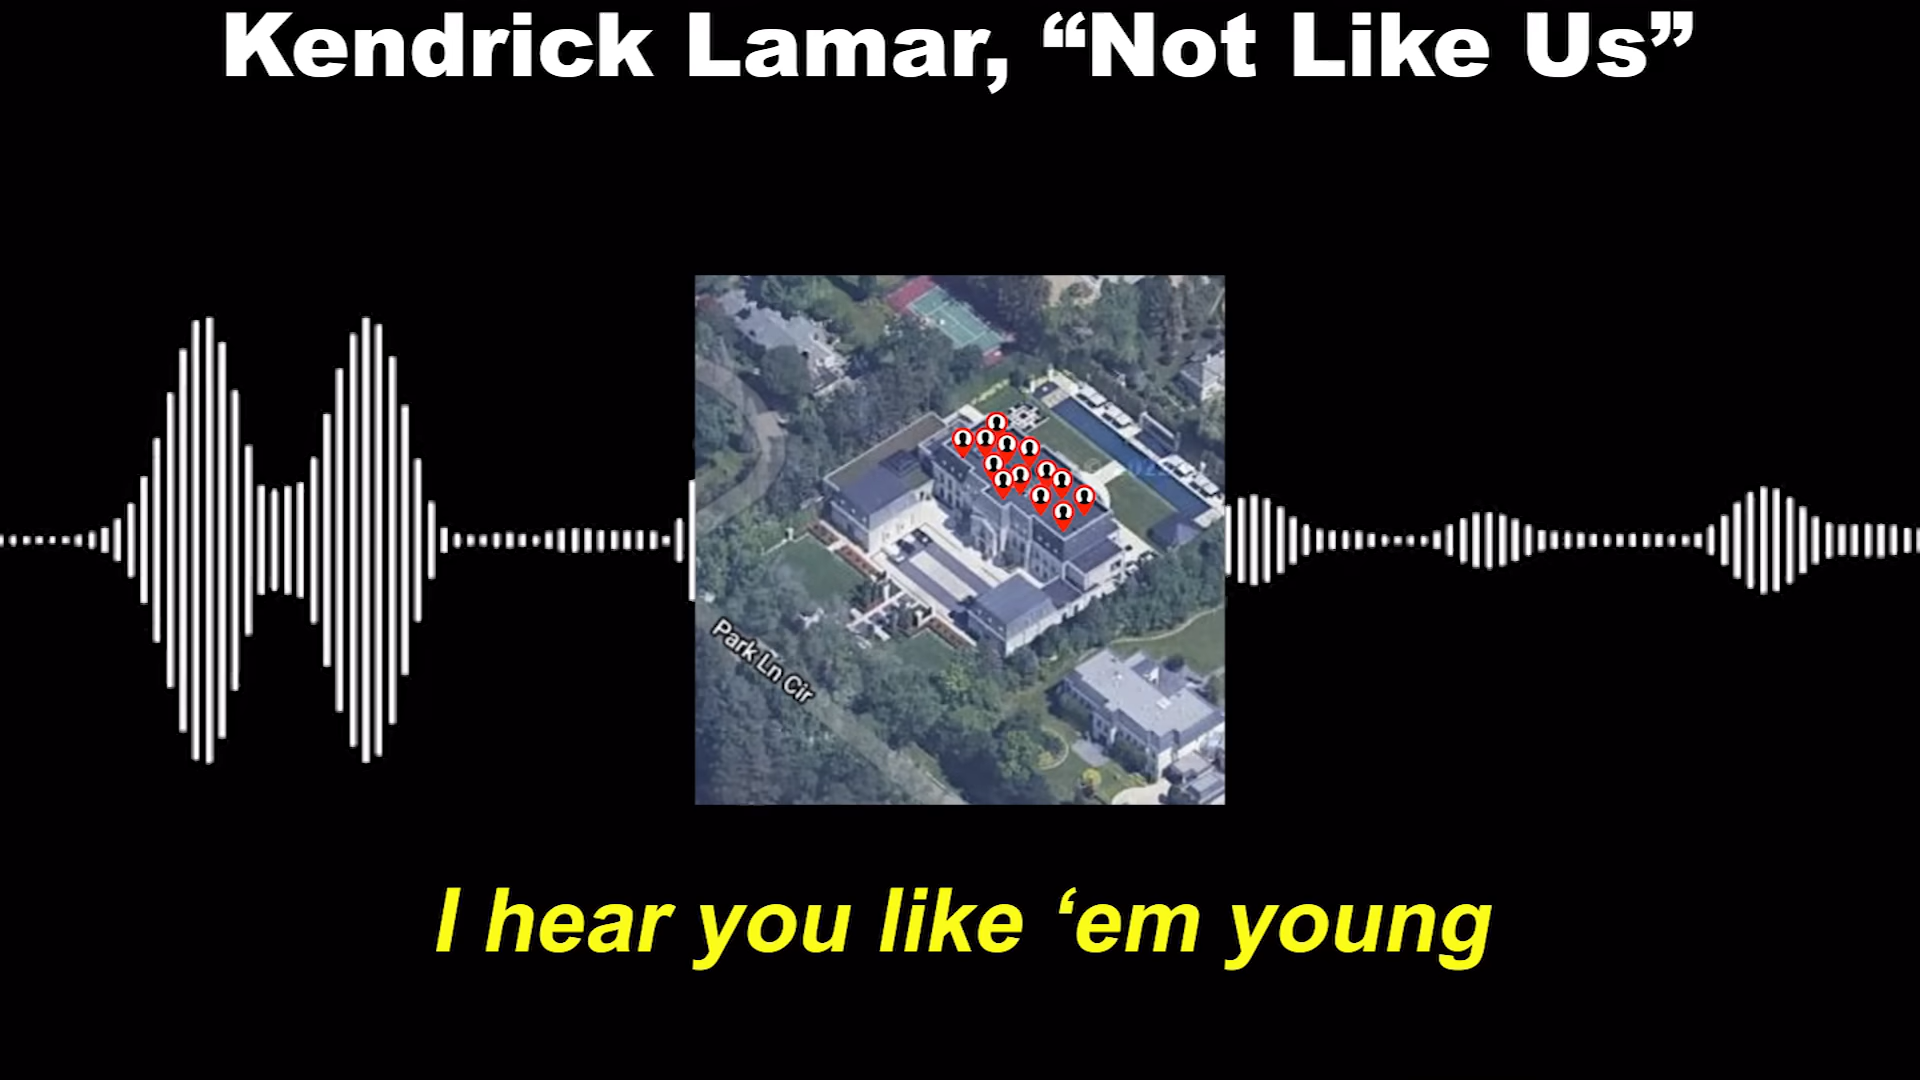 Kendrick Lamar, “Not Like Us”
Park Ln Cir
I hear you like ‘em young